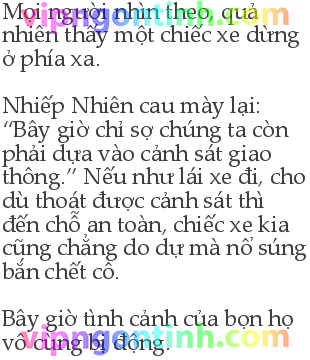 Mọi người nhìn theo, quả
nhiên thấy một chiếc xe dừng
ở phía xa.
Nhiếp Nhiên cau mày lại:
“Bây giờ chỉ sợ chúng ta còn
phải dựa vào cảnh sát giao
thông.” Nếu như lái xe đi, cho
dù thoát được cảnh sát thì
đến chỗ an toàn, chiếc xe kia
cũng chẳng do dự mà nổ súng
bắn chết cô.
Bây giờ tình cảnh của bọn họ
vô cùng bị động.
vipngontinh.com
vipngontinh.com